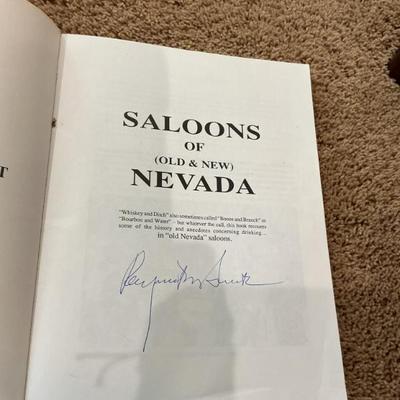 SALOONS
OF
(OLD & NEW)
NEVADA
"Whiskey and Ditch" also sometimes called "Booze and Branch" or
"Bourbon and Water" - but whatever the call, this book recounts
some of the history and anecdotes concerning drinking...
in "old Nevada" saloons.
T